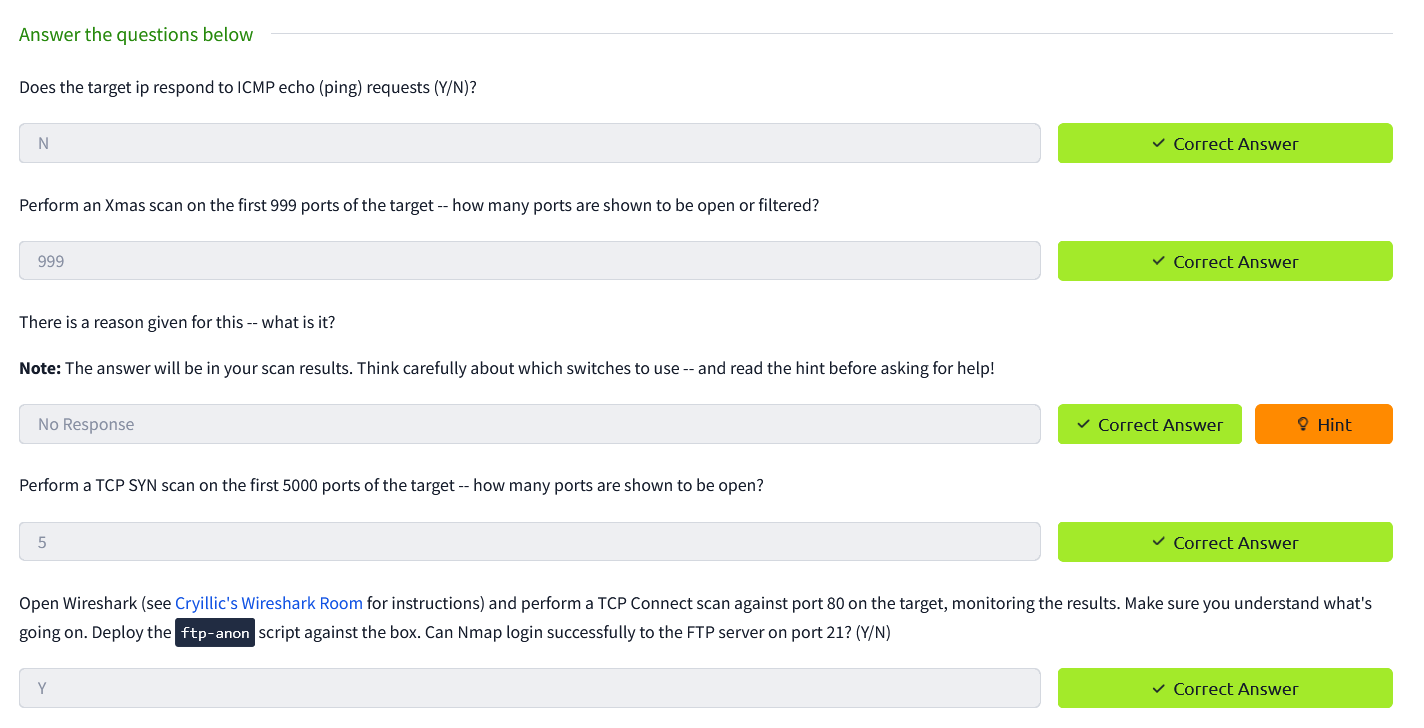 Answer the questions below
Does the target ip respond to ICMP echo (ping) requests (Y/N)?
N
Correct Answer
Perform an Xmas scan on the first 999 ports of the target -- how many ports are shown to be open or filtered?
999
Correct Answer
There is a reason given for this -- what is it?
Note: The answer will be in your scan results. Think carefully about which switches to use -- and read the hint before asking for help!
No Response
Correct Answer
Hint
Perform a TCP SYN scan on the first 5000 ports of the target -- how many ports are shown to be open?
5
Correct Answer
Open Wireshark (see Cryillic's Wireshark Room for instructions) and perform a TCP Connect scan against port 80 on the target, monitoring the results. Make sure you understand what's
going on. Deploy the ftp-anon script against the box. Can Nmap login successfully to the FTP server on port 21? (Y/N)
Y
Correct Answer